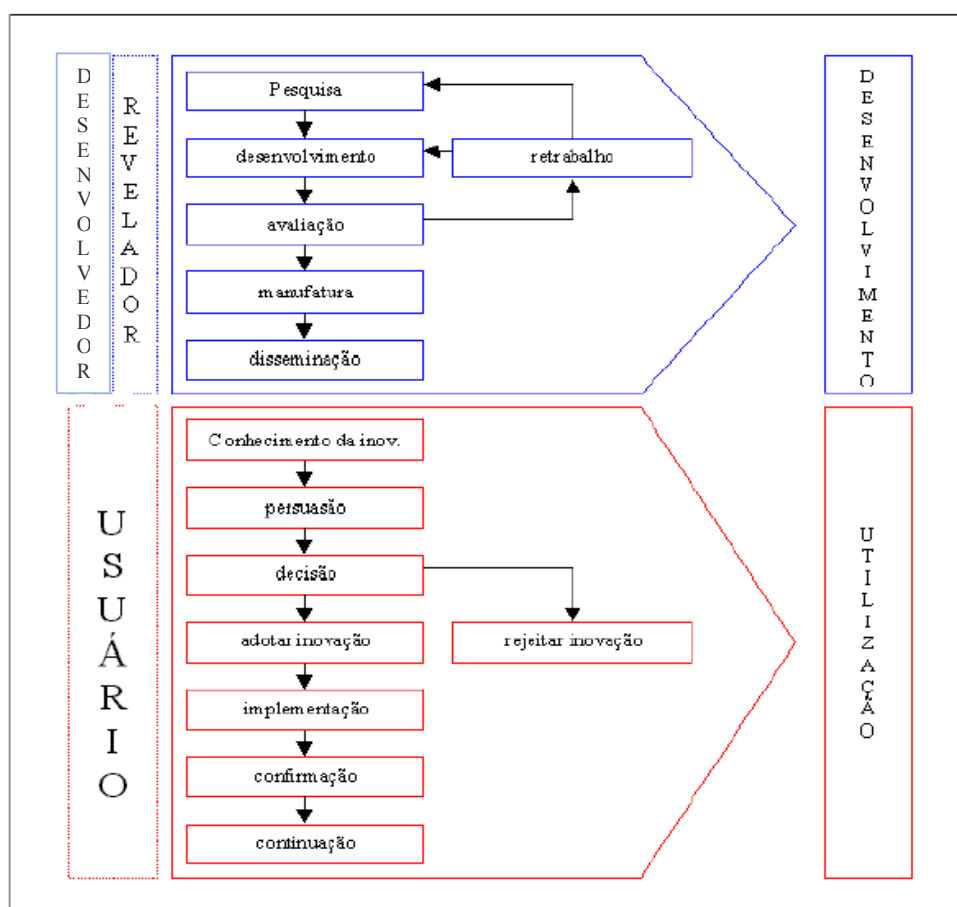 DESENVOLVEDOR
REVELADOR
Pesquisa
desenvolvimento
retrabalho
avaliação
manufatura
disseminação
DESENVOLVIMENTO
USUÁRIO
Conhecimento da inov.
persuasão
decisão
adotar inovação
rejeitar inovação
implementação
confirmação
continuação
UTILIZAÇÃO